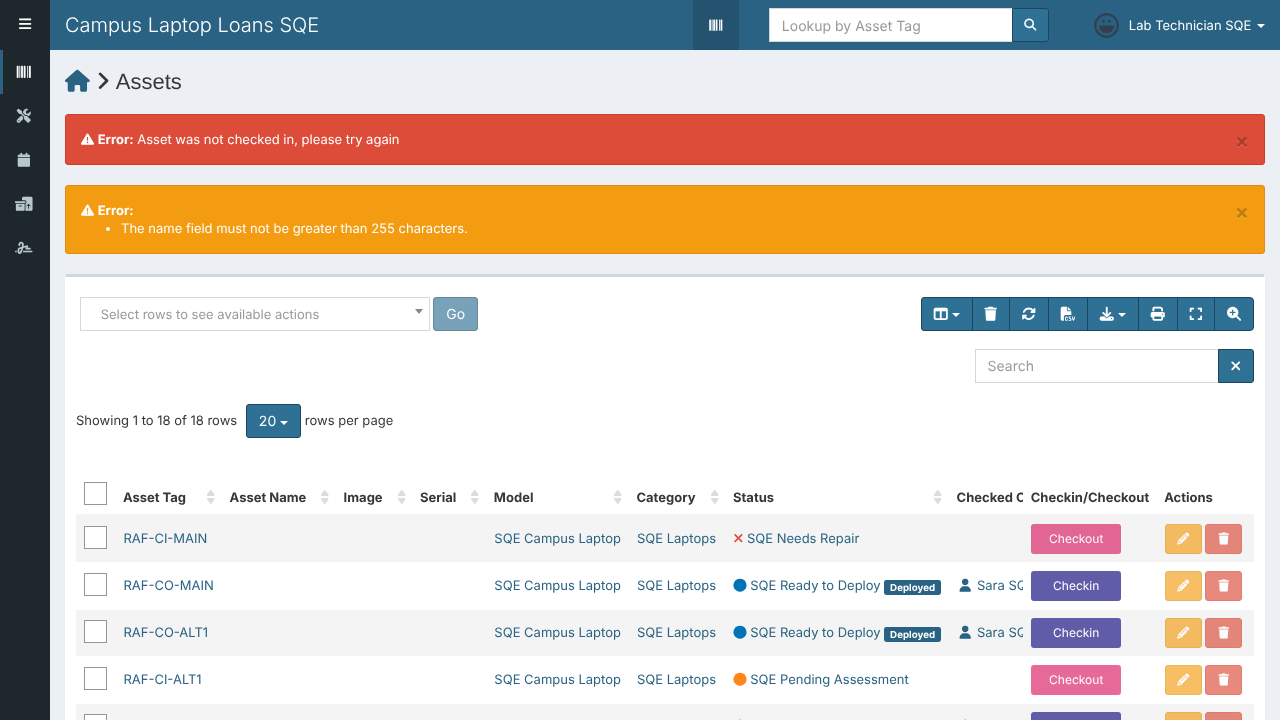 Campus Laptop Loans SQE
Lookup by Asset Tag
Lab Technician SQE
Assets
Error: Asset was not checked in, please try again
×
Error:
×
• The name field must not be greater than 255 characters.
Select rows to see available actions
Go
CSV
Search
Showing 1 to 18 of 18 rows 20 rows per page
Asset Tag Asset Name Image Serial Model Category Status Checked O Checkin/Checkout Actions
RAF-CI-MAIN SQE Campus Laptop SQE Laptops SQE Needs Repair Checkout
RAF-CO-MAIN SQE Campus Laptop SQE Laptops SQE Ready to Deploy Deployed Sara SQ Checkin
RAF-CO-ALT1 SQE Campus Laptop SQE Laptops SQE Ready to Deploy Deployed Sara SQ Checkin
RAF-CI-ALT1 SQE Campus Laptop SQE Laptops SQE Pending Assessment Checkout